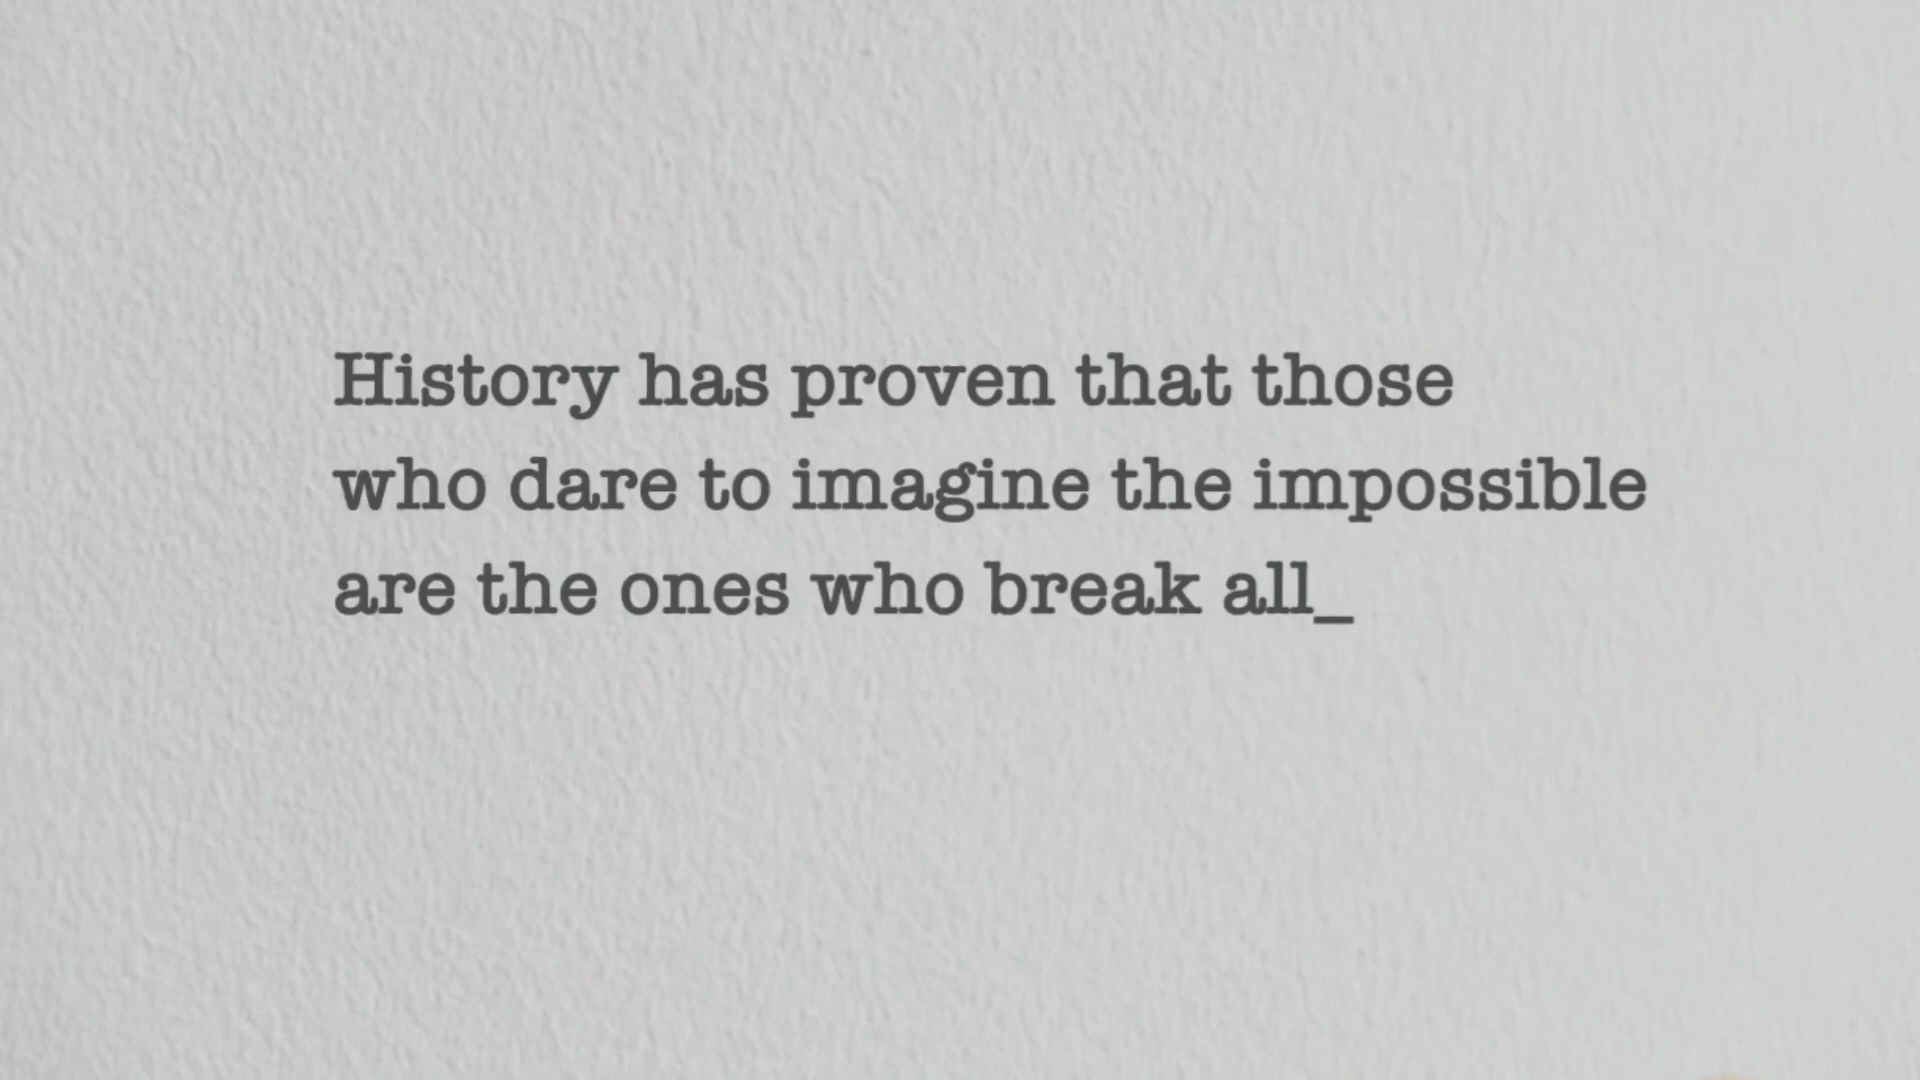 History has proven that those
who dare to imagine the impossible
are the ones who break all_